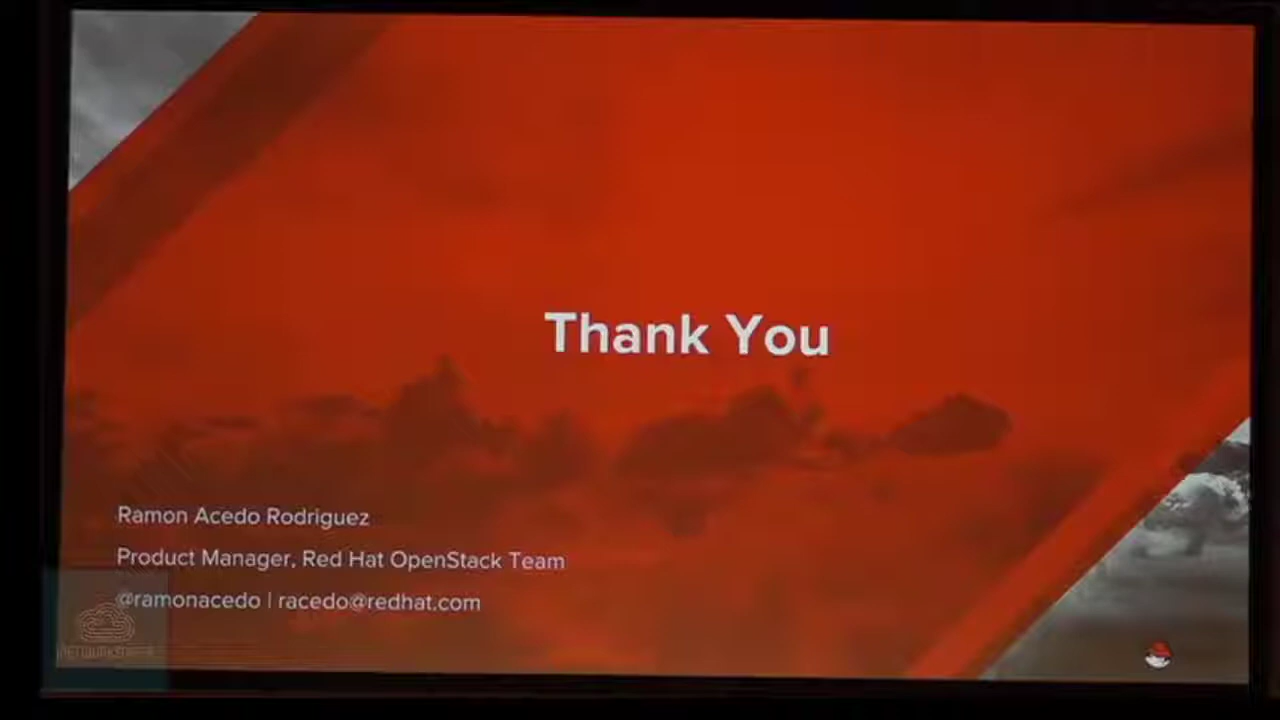 Thank You
Ramon Acedo Rodriguez
Product Manager, Red Hat OpenStack Team
@ramonacedo | racedo@redhat.com